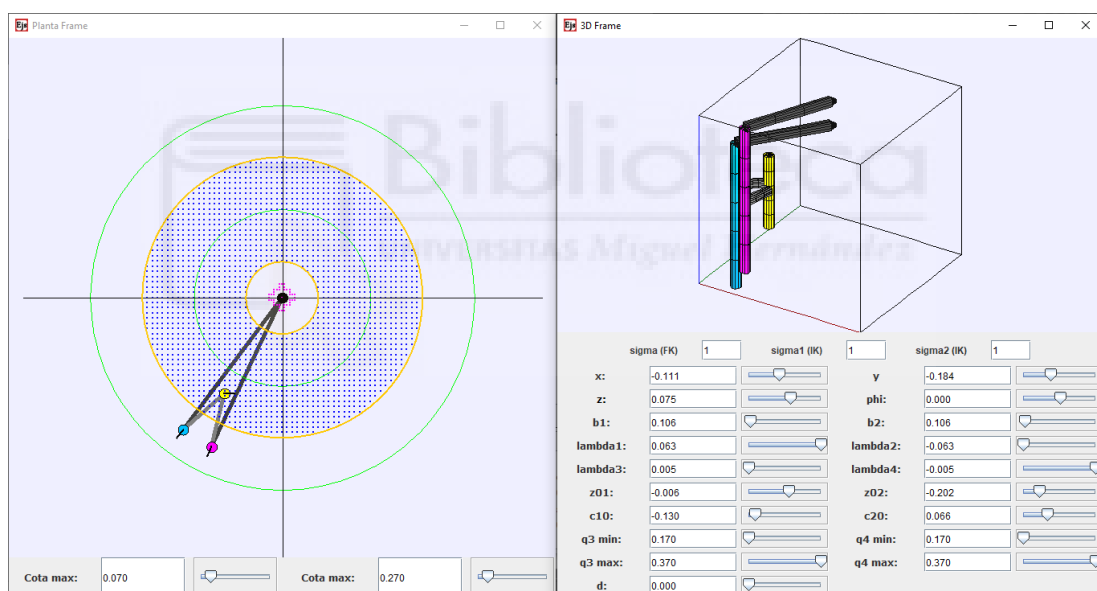 Planta Frame
3D Frame
Biblioteca
UNIVERSITAS Miguel Hernández
sigma (FK) 1 sigma1 (IK) 1 sigma2 (IK) 1
x: -0.111 y -0.184
z: 0.075 phi: 0.000
b1: 0.106 b2: 0.106
lambda1: 0.063 lambda2: -0.063
lambda3: 0.005 lambda4: -0.005
z01: -0.006 z02: -0.202
c10: -0.130 c20: 0.066
q3 min: 0.170 q4 min: 0.170
q3 max: 0.370 q4 max: 0.370
d: 0.000
Cota max: 0.070 Cota max: 0.270